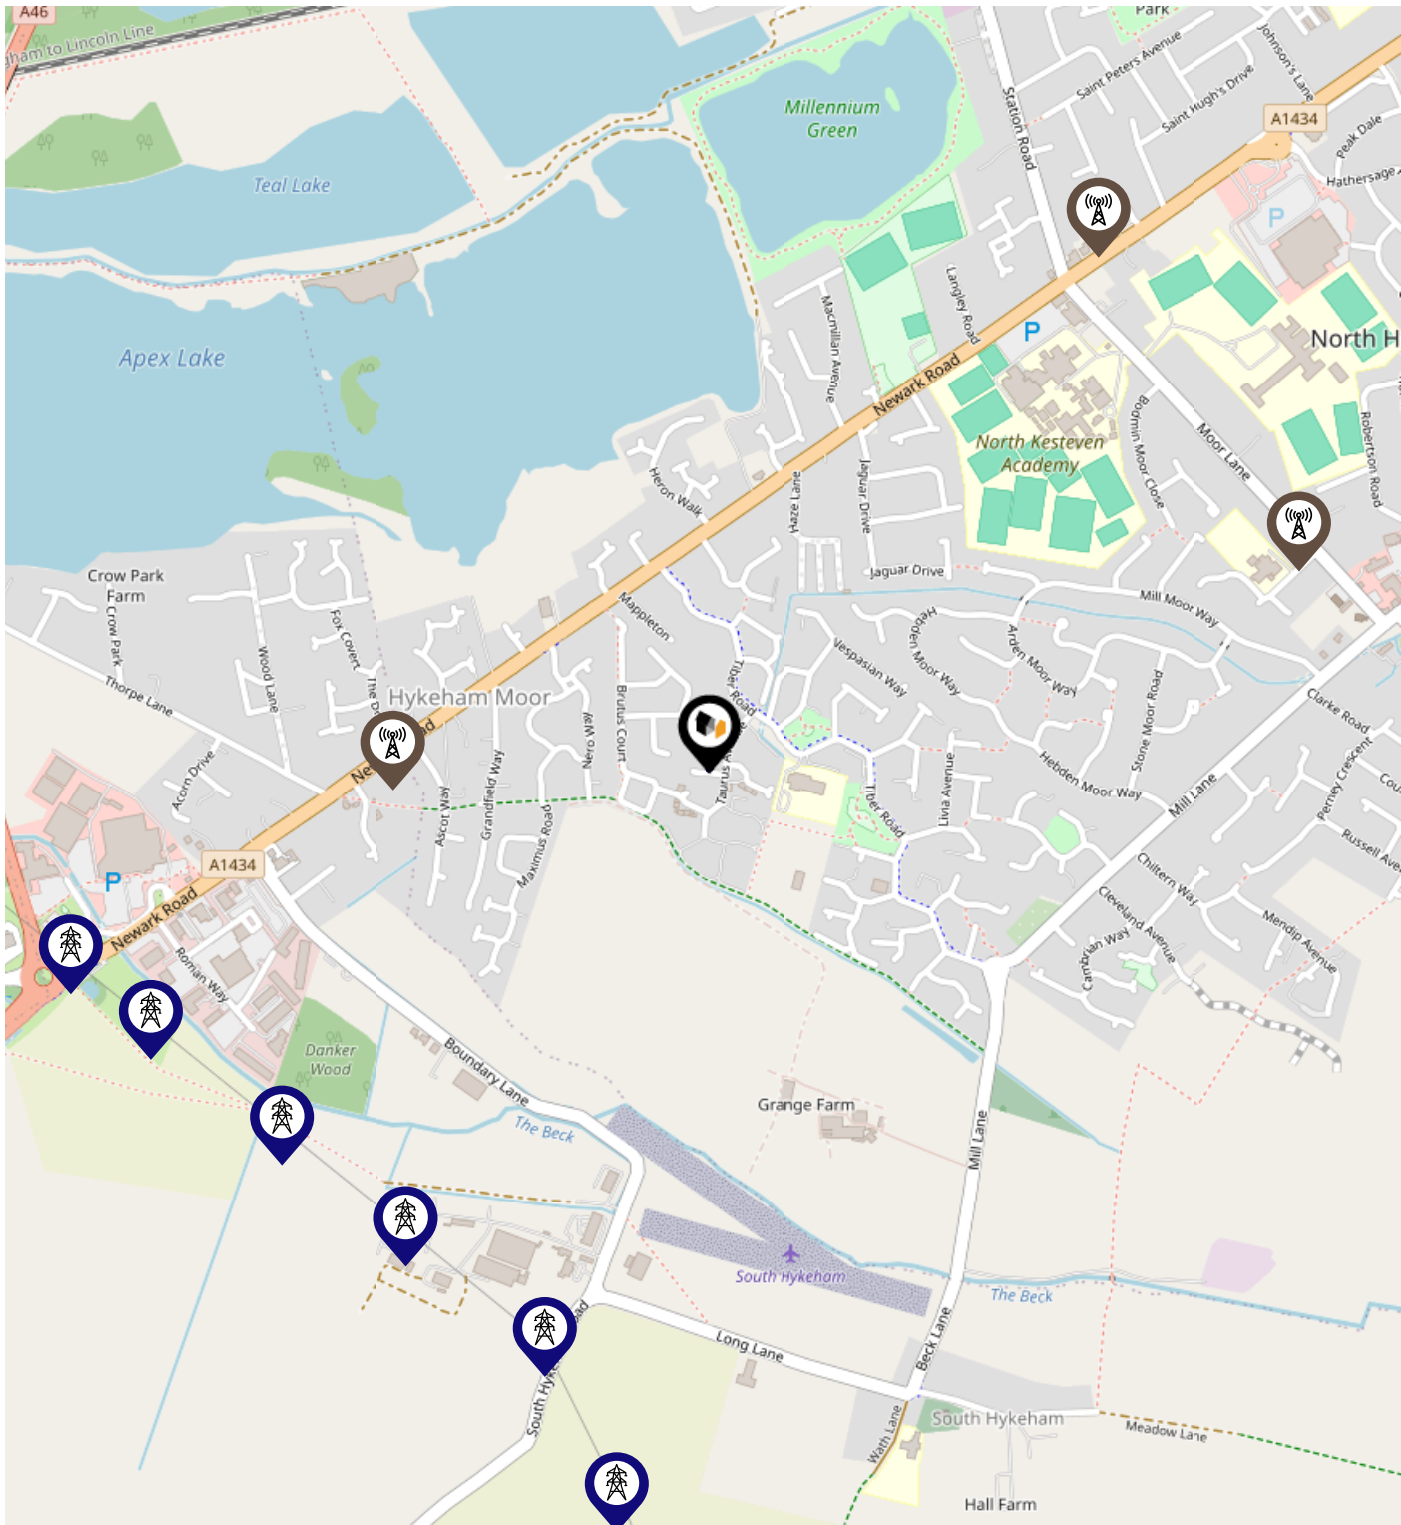 A46
gham to Lincoln Line
Park
Saint Peters Avenue
Johnson's Lane
Saint Hugh's Drive
Station Road
A1434
Peak Dale
Hathersage
Millennium
Green
Teal Lake
P
Apex Lake
Langley Road
Macmillan Avenue
P
North H
Newark Road
Bodmin Moor Close
Moor Lane
Robertson Road
North Kesteven
Academy
Heron Walk
Hazel Lane
Jaguar Drive
Jaguar Drive
Crow Park
Farm
Crow Park
Fox Covert
Wood Lane
Mappleton
Mill Moor Way
Hebden Moor Way
Arden Moor Way
Vespasian Way
Tiber Road
Thorpe Lane
Hykeham Moor
Brutus Court
Nero Way
Stone Moor Road
Clarke Road
Perney Crescent
Acorn Drive
Grandfield Way
Ascot Way
Maximus Road
Tiber Road
Livia Avenue
Hebden Moor Way
Mill Lane
Russell Ave
A1434
P
Newark Road
Roman Way
Chiltern Way
Cleveland Avenue
Cambrian Way
Mendip Avenue
Danker
Wood
Boundary Lane
The Beck
Grange Farm
Mill Lane
South Hykeham
The Beck
Long Lane
Beck Lane
South Hykeham
Wath Lane
Meadow Lane
Hall Farm